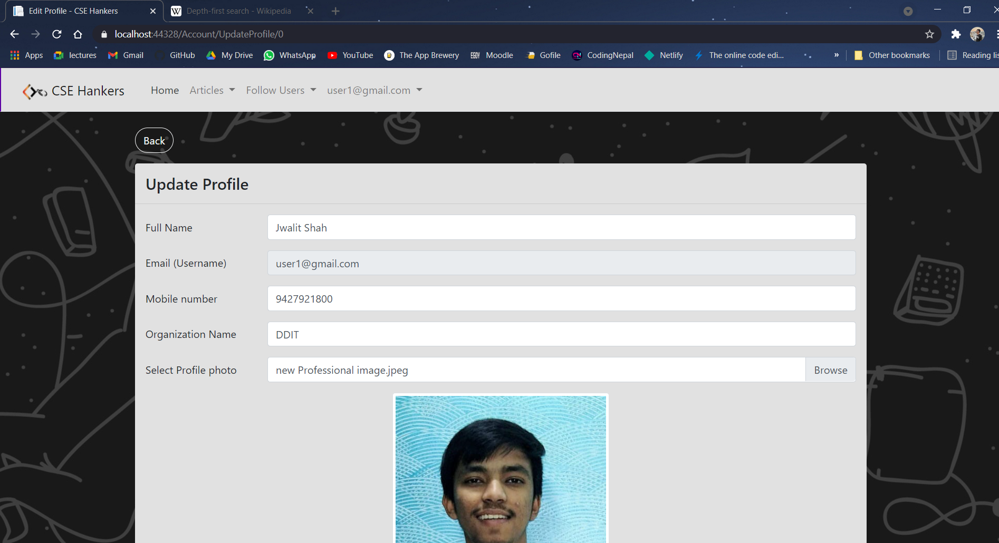 Edit Profile - CSE Hankers
Depth-first search - Wikipedia
localhost:44328/Account/UpdateProfile/0
Apps lectures Gmail GitHub My Drive WhatsApp YouTube The App Brewery EGOV Moodle Gofile CodingNepal Netlify The online code edi... » Other bookmarks Reading lis
CSE Hankers Home Articles Follow Users user1@gmail.com
Back
Update Profile
Full Name Jwalit Shah
Email (Username) user1@gmail.com
Mobile number 9427921800
Organization Name DDIT
Select Profile photo new Professional image.jpeg Browse